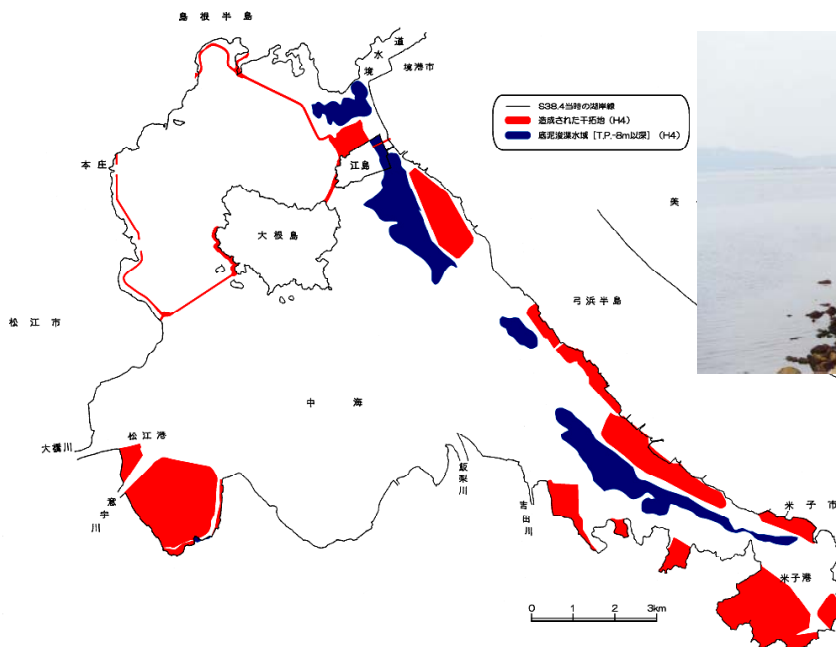 島根半島
境水道
境港市
S38.4当時の湖岸線
造成された干拓地(H4)
底泥浚渫水域 [T.P.-8m以深] (H4)
本庄
江島
大根島
美
弓浜半島
松江市
中海
松江港
大橋川
意宇川
飯梨川
吉田川
米子市
米子港
0 1 2 3km